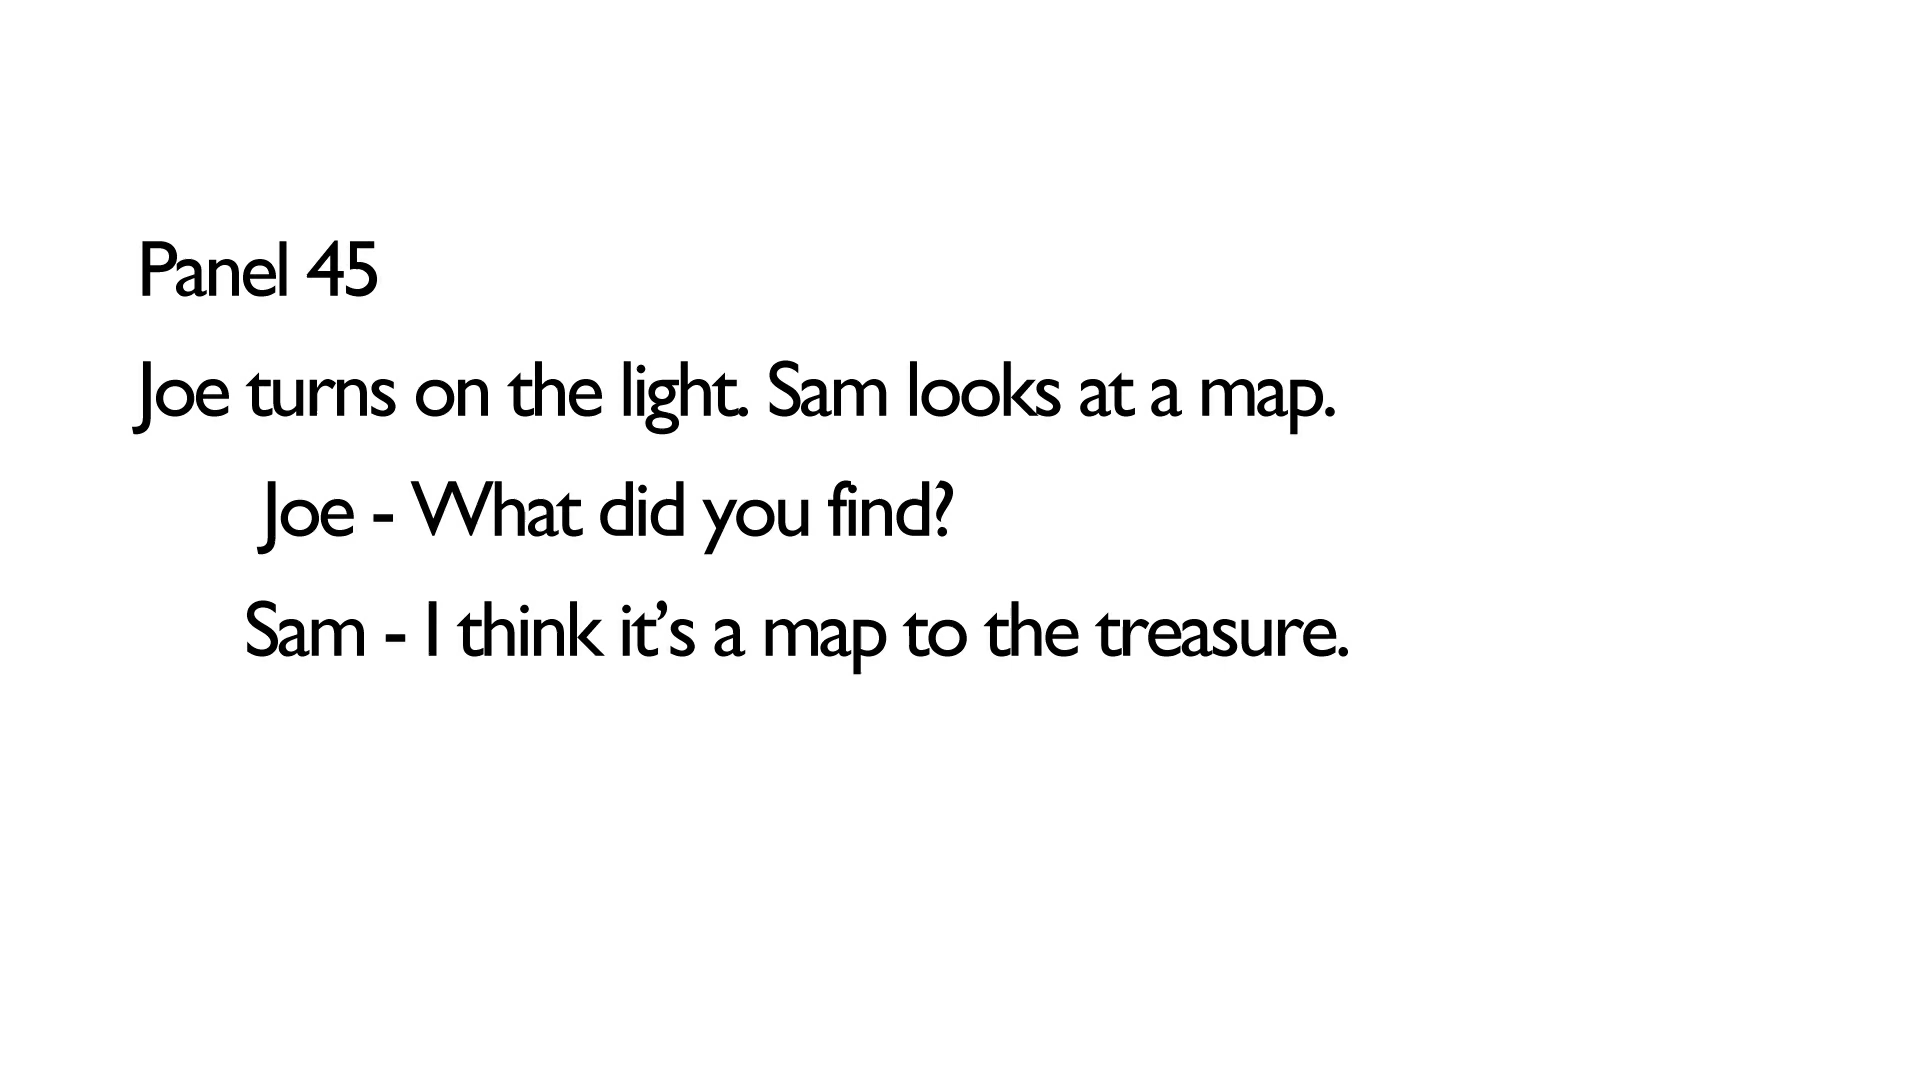 Panel 45
Joe turns on the light. Sam looks at a map.
Joe - What did you find?
Sam - I think it’s a map to the treasure.